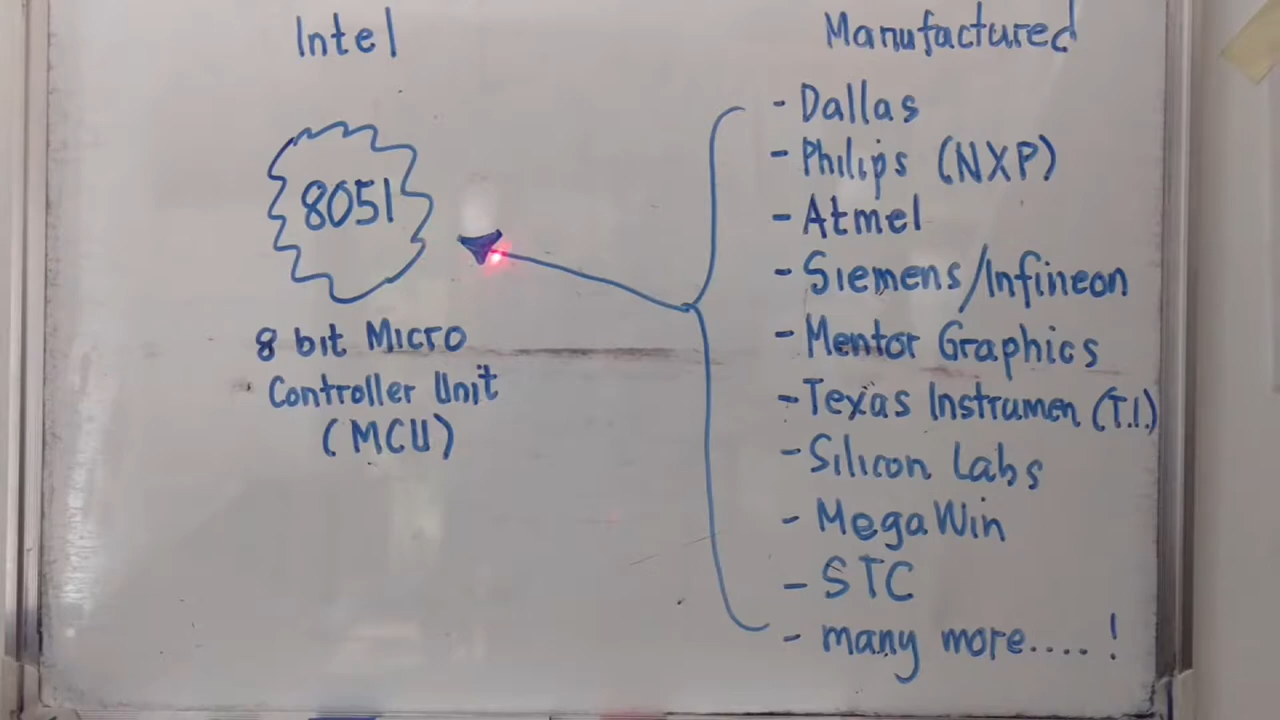 Intel
8051
8 bit Micro
Controller Unit
(MCU)
Manufactured
- Dallas
- Philips (NXP)
- Atmel
- Siemens/Infineon
- Mentor Graphics
- Texas Instrumen (T.I.)
- Silicon Labs
- MegaWin
- STC
- many more....!